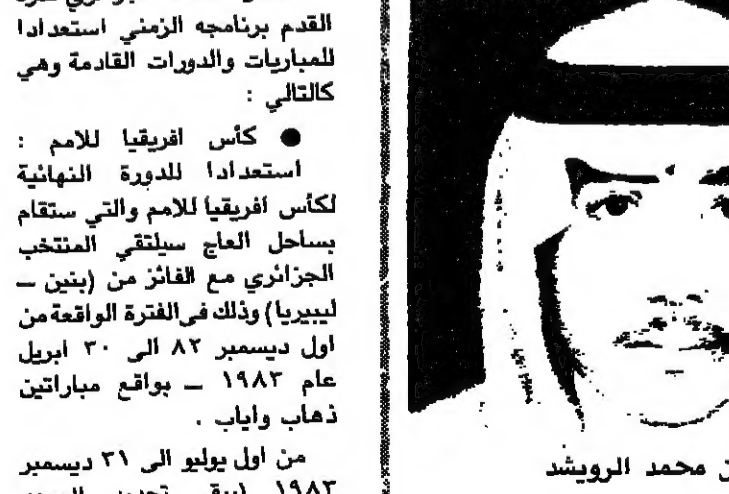 القدم برنامجه الزمني استعدادا
للمباريات والدورات القادمة وهي
كالتالي :
● كأس افريقيا للامم :
استعدادا للدورة النهائية
لكأس افريقيا للامم والتي ستقام
بساحل العاج سيلتقي المنتخب
الجزائري مع الفائز من (بنين ـ
ليبيريا) وذلك في الفترة الواقعة من
اول ديسمبر ٨٢ الى ٣٠ ابريل
عام ١٩٨٣ ـ بواقع مباراتين
ذهاب واياب .
من اول يوليو الى ٣١ ديسمبر
١٩٨٣
محمد الرويشد